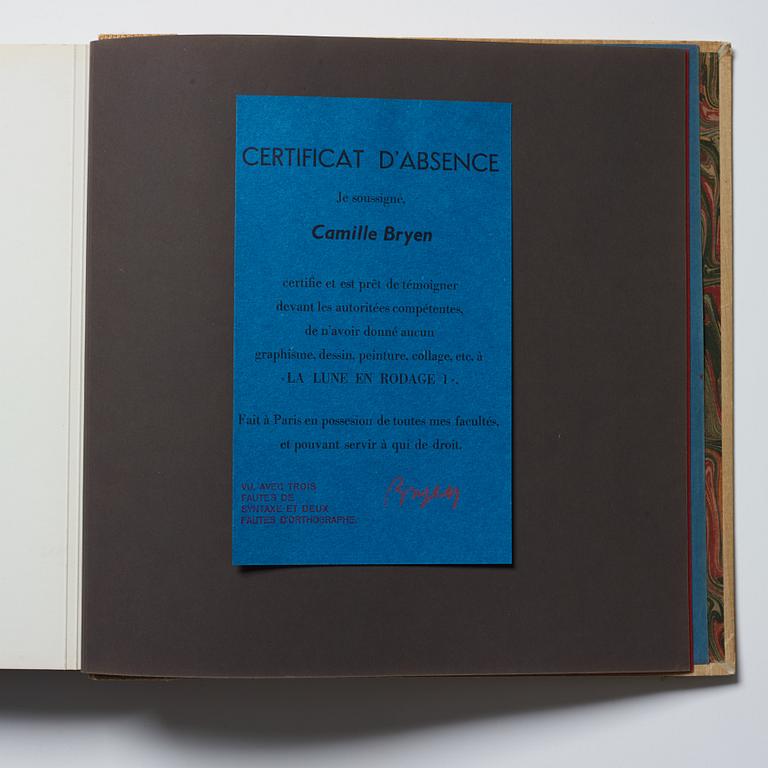 CERTIFICAT D'ABSENCE
Je soussigné,
Camille Bryen
certifie et est prêt de témoigner
devant les autoritées compétentes,
de n'avoir donné aucun
graphisme, dessin, peinture, collage, etc. à
«LA LUNE EN RODAGE I».
Fait à Paris en possesion de toutes mes facultés,
et pouvant servir à qui de droit.
VU, AVEC TROIS
FAUTES DE
SYNTAXE ET DEUX
FAUTES D'ORTHOGRAPHE.
Bryen